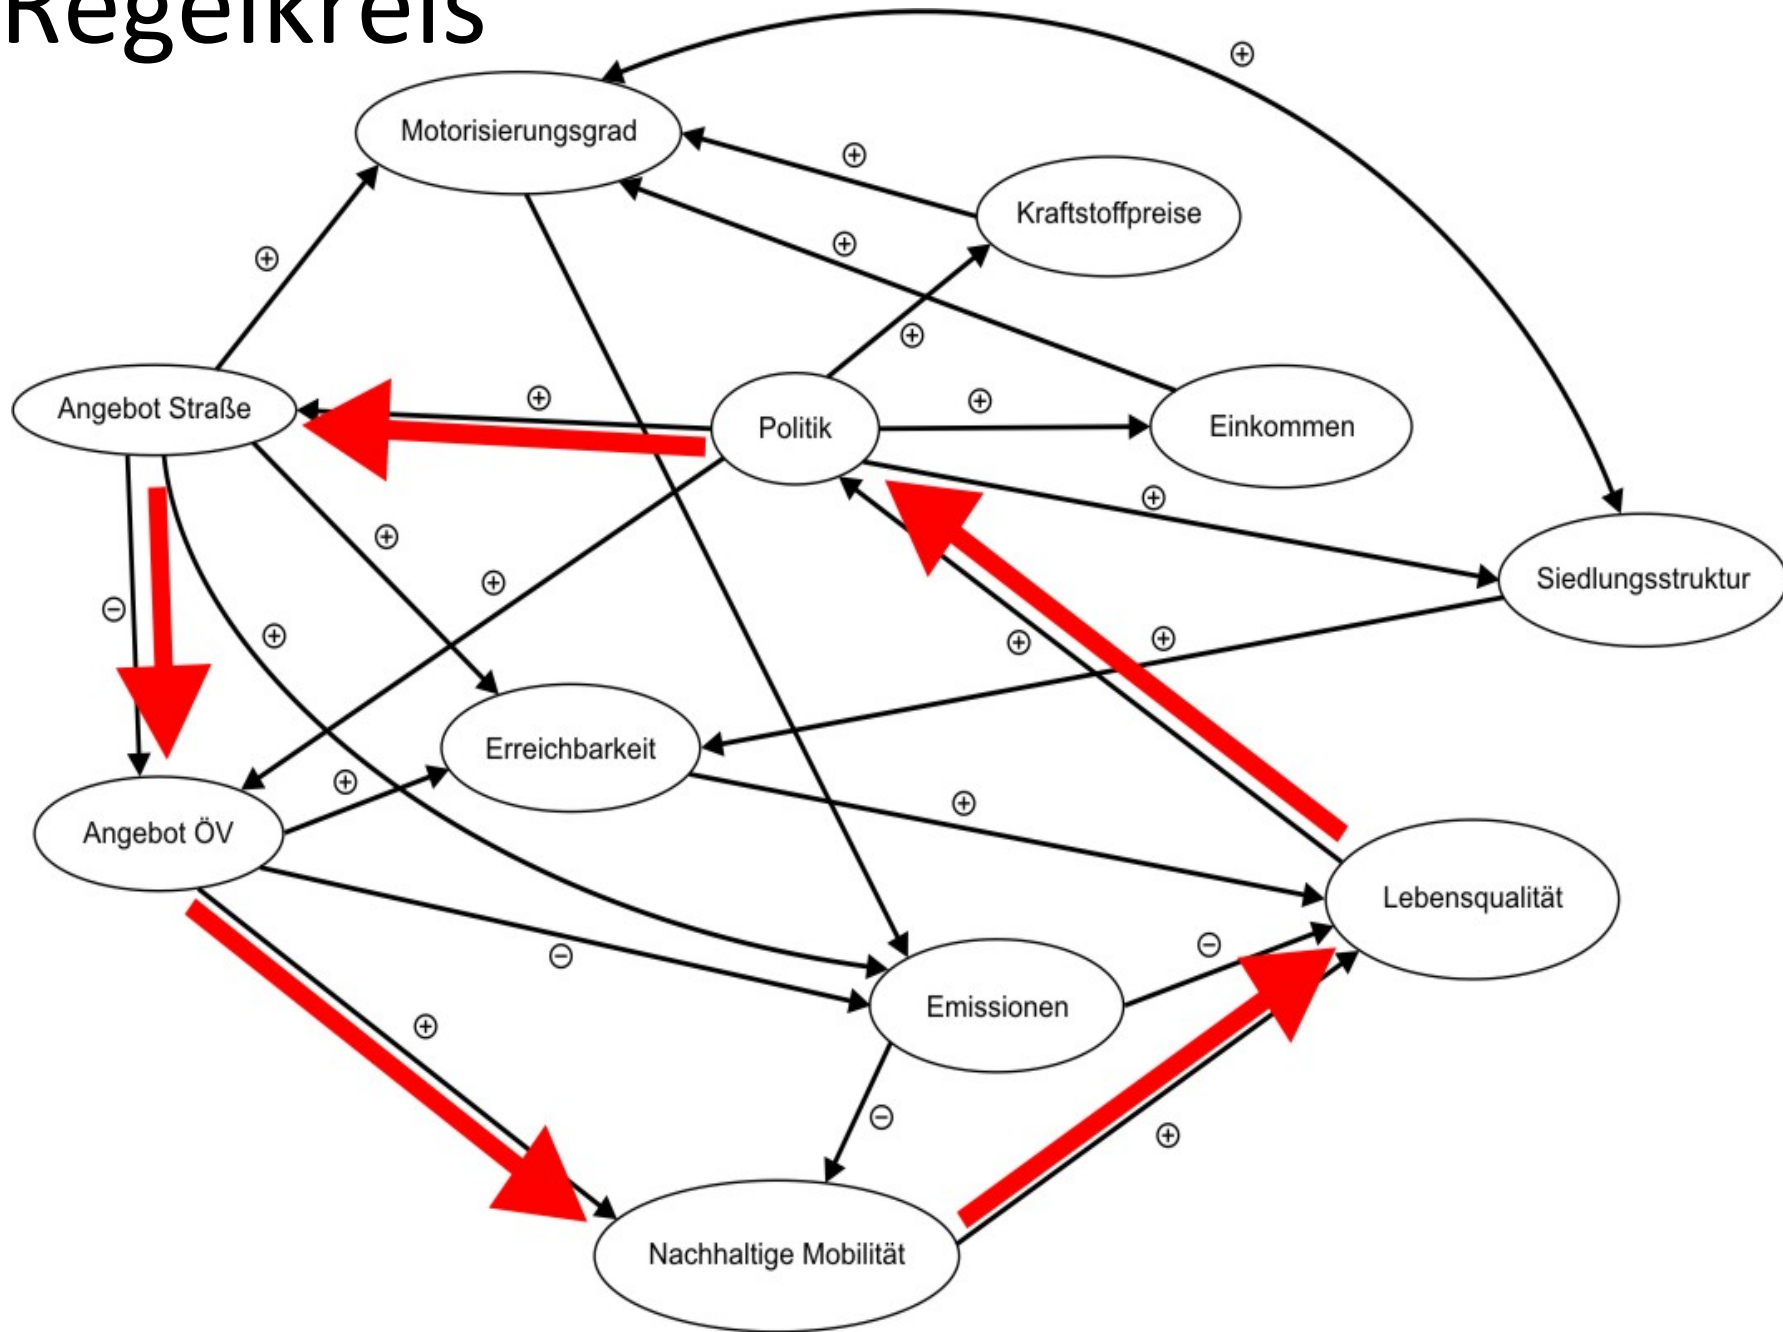 Regelkreis
⊕
Motorisierungsgrad
⊕
Kraftstoffpreise
⊕
⊕
⊕
Angebot Straße
⊕
Politik
⊕
Einkommen
⊕
⊕
⊕
Siedlungsstruktur
⊖
⊕
⊕
⊕
Erreichbarkeit
⊕
⊕
Angebot ÖV
Lebensqualität
⊖
⊖
Emissionen
⊕
⊖
⊕
Nachhaltige Mobilität